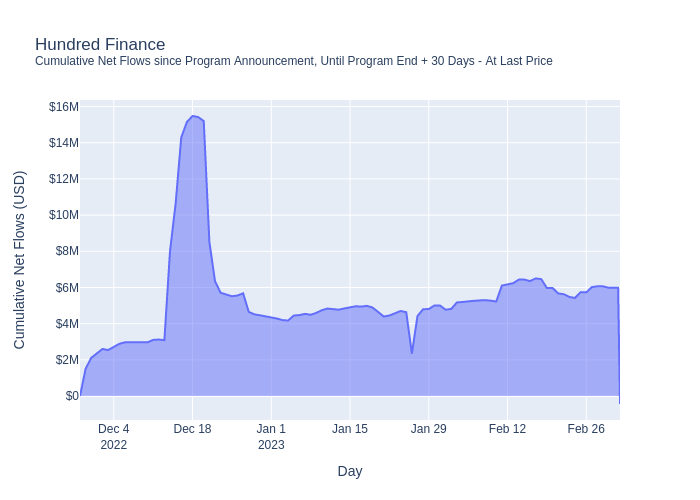 Hundred Finance
Cumulative Net Flows since Program Announcement, Until Program End + 30 Days - At Last Price
Cumulative Net Flows (USD)
$16M
$14M
$12M
$10M
$8M
$6M
$4M
$2M
$0
Dec 4
2022
Dec 18
Jan 1
2023
Jan 15
Jan 29
Feb 12
Feb 26
Day